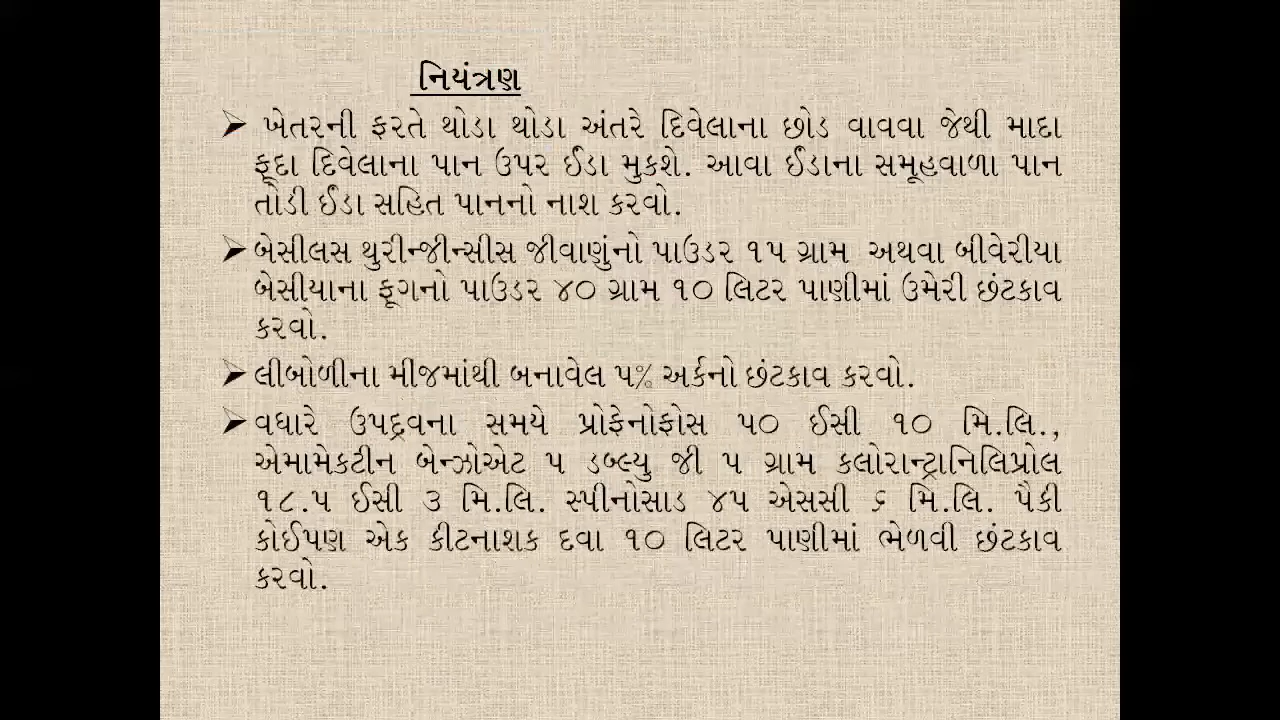 નિયંત્રણ
➢ ખેતરની ફરતે થોડા થોડા અંતરે દિવેલાના છોડ વાવવા જેથી માદા
ફૂદા દિવેલાના પાન ઉપર ઈંડા મુકશે. આવા ઈંડાના સમૂહવાળા પાન
તોડી ઈંડા સહિત પાનનો નાશ કરવો.
➢ બેસીલસ થુરીન્જીન્સીસ જીવાણુંનો પાઉડર ૧૫ ગ્રામ અથવા બીવેરીયા
બેસીયાના ફૂગનો પાઉડર ૪૦ ગ્રામ ૧૦ લિટર પાણીમાં ઉમેરી છંટકાવ
કરવો.
➢ લીબોળીના મીંજમાંથી બનાવેલ ૫% અર્કનો છંટકાવ કરવો.
➢ વધારે ઉપદ્રવના સમયે પ્રોફેનોફોસ ૫૦ ઈસી ૧૦ મિ.લિ.,
એમામેકટીન બેન્ઝોએટ ૫ ડબ્લ્યુ જી ૫ ગ્રામ કલોરાન્ટ્રાનિલિપ્રોલ
૧૮.૫ ઈસી ૩ મિ.લિ. સ્પીનોસાડ ૪૫ એસસી ૬ મિ.લિ. પૈકી
કોઈપણ એક કીટનાશક દવા ૧૦ લિટર પાણીમાં ભેળવી છંટકાવ
કરવો.